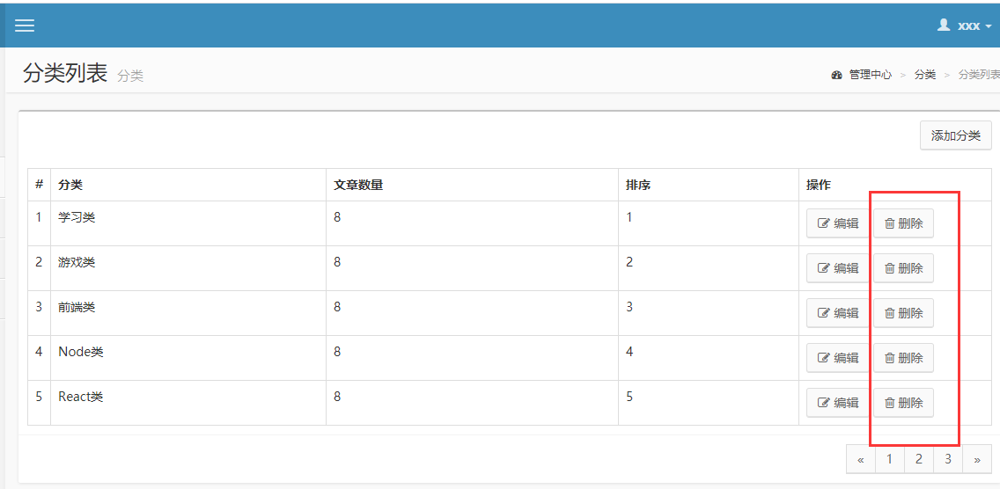 xxx
分类列表 分类
管理中心 > 分类 > 分类列表
添加分类
# 分类 文章数量 排序 操作
1 学习类 8 1 编辑 删除
2 游戏类 8 2 编辑 删除
3 前端类 8 3 编辑 删除
4 Node类 8 4 编辑 删除
5 React类 8 5 编辑 删除
« 1 2 3 »